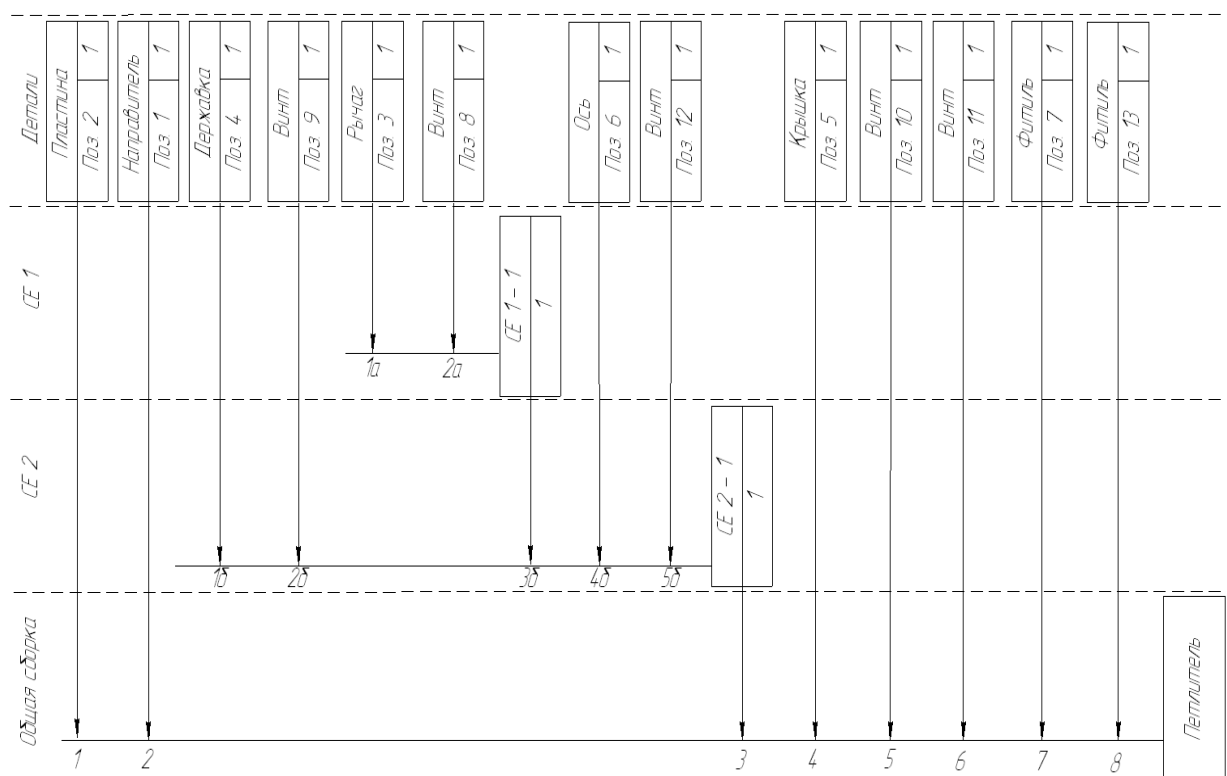 Детали
Пластина
Поз. 2
1
Направитель
Поз. 1
1
Державка
Поз. 4
1
Винт
Поз. 9
1
Рычаг
Поз. 3
1
Винт
Поз. 8
1
Ось
Поз. 6
1
Винт
Поз. 12
1
Крышка
Поз. 5
1
Винт
Поз. 10
1
Винт
Поз. 11
1
Фитиль
Поз. 7
1
Фитиль
Поз. 13
1
СЕ 1
1а
2а
СЕ 1 - 1
1
СЕ 2
1б
2б
3б
4б
5б
СЕ 2 - 1
1
Общая сборка
1
2
3
4
5
6
7
8
Петлитель